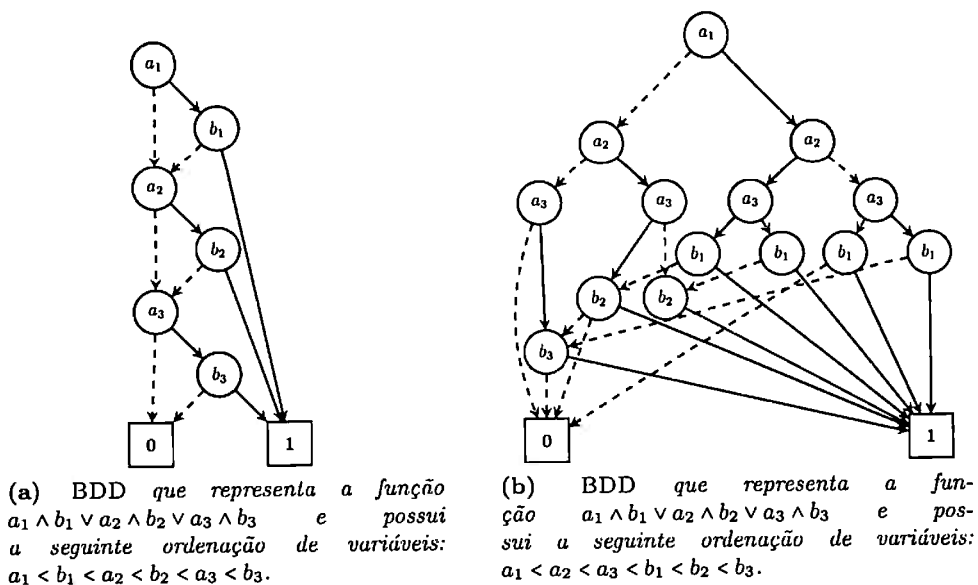 a₁
b₁
a₂
b₂
a₃
b₃
0
1
(a) BDD que representa a função
a₁ ∧ b₁ ∨ a₂ ∧ b₂ ∨ a₃ ∧ b₃ e possui
a seguinte ordenação de variáveis:
a₁ < b₁ < a₂ < b₂ < a₃ < b₃.
a₁
a₂ a₂
a₃ a₃ a₃ a₃
b₁ b₁ b₁ b₁
b₂ b₂
b₃
0 1
(b) BDD que representa a fun-
ção a₁ ∧ b₁ ∨ a₂ ∧ b₂ ∨ a₃ ∧ b₃ e pos-
sui a seguinte ordenação de variáveis:
a₁ < a₂ < a₃ < b₁ < b₂ < b₃.